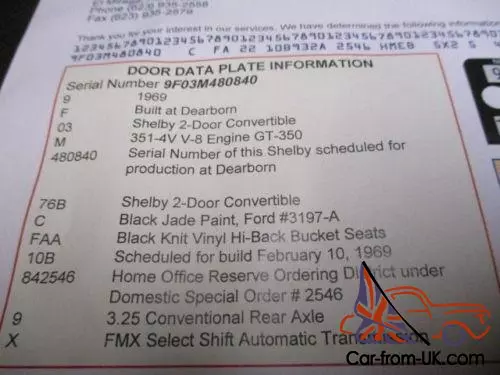 El Mirage
Phone (623) 935-2558
Fax (623) 935-2579
Thank you for your interest in our services. We have determined the following information
9F03M480840 C FA 22 10B932A 2546 HMEB 5X2 5
DOOR DATA PLATE INFORMATION
Serial Number 9F03M480840
9 1969
F Built at Dearborn
03 Shelby 2-Door Convertible
M 351-4V V-8 Engine GT-350
480840 Serial Number of this Shelby scheduled for
production at Dearborn
76B Shelby 2-Door Convertible
C Black Jade Paint, Ford #3197-A
FAA Black Knit Vinyl Hi-Back Bucket Seats
10B Scheduled for build February 10, 1969
842546 Home Office Reserve Ordering District under
Domestic Special Order # 2546
9 3.25 Conventional Rear Axle
X FMX Select Shift Automatic Transmission
Car-from-UK.com